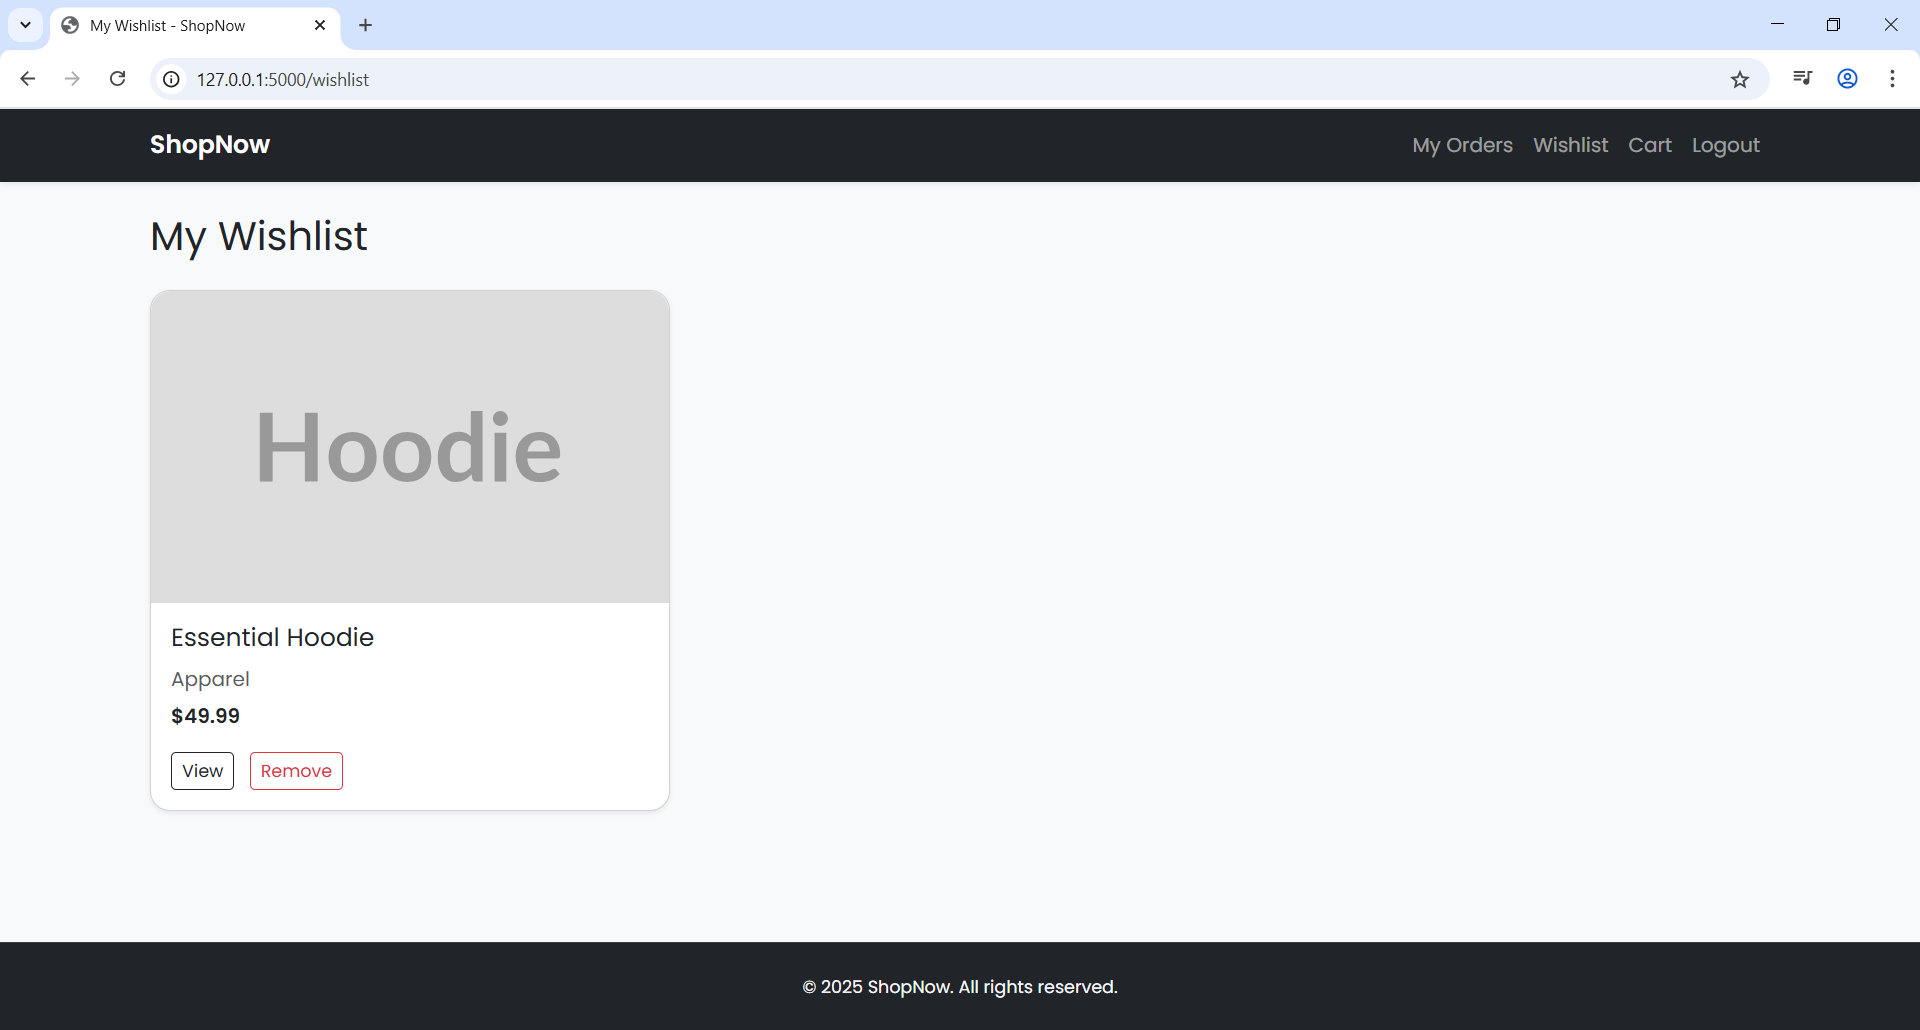 My Wishlist - ShopNow
127.0.0.1:5000/wishlist
ShopNow
My Orders Wishlist Cart Logout
My Wishlist
Hoodie
Essential Hoodie
Apparel
$49.99
View Remove
© 2025 ShopNow. All rights reserved.